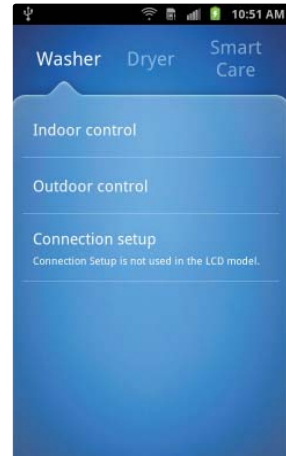 10:51 AM
Washer
Dryer
Smart
Care
Indoor control
Outdoor control
Connection setup
Connection Setup is not used in the LCD model.